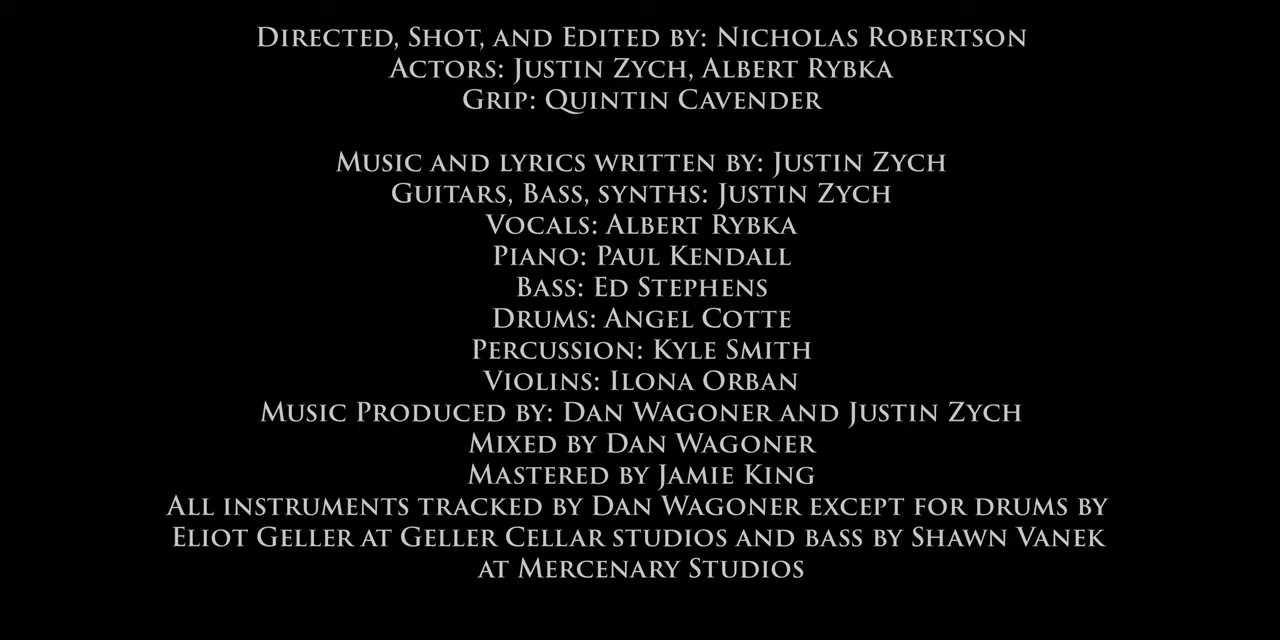 Directed, Shot, and Edited by: Nicholas Robertson
Actors: Justin Zych, Albert Rybka
Grip: Quintin Cavender
Music and lyrics written by: Justin Zych
Guitars, Bass, synths: Justin Zych
Vocals: Albert Rybka
Piano: Paul Kendall
Bass: Ed Stephens
Drums: Angel Cotte
Percussion: Kyle Smith
Violins: Ilona Orban
Music Produced by: Dan Wagoner and Justin Zych
Mixed by Dan Wagoner
Mastered by Jamie King
All instruments tracked by Dan Wagoner except for drums by
Eliot Geller at Geller Cellar studios and bass by Shawn Vanek
at Mercenary Studios